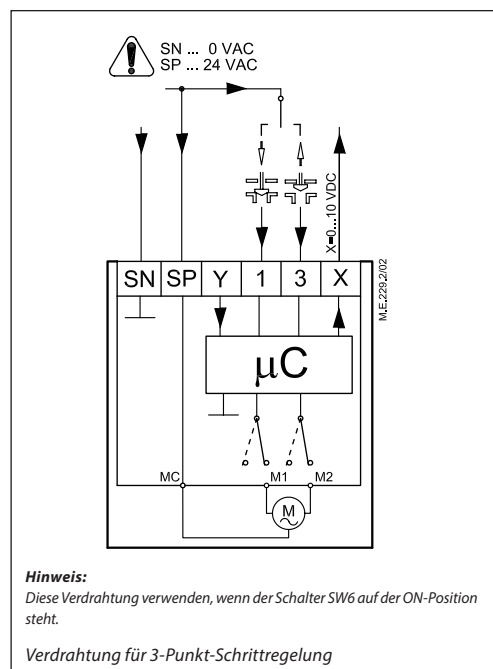 SN ... 0 VAC
SP ... 24 VAC
X=0...10 VDC
SN SP Y 1 3 X
M.E.229.2/02
µC
MC M1 M2
M
Hinweis:
Diese Verdrahtung verwenden, wenn der Schalter SW6 auf der ON-Position
steht.
Verdrahtung für 3-Punkt-Schrittregelung